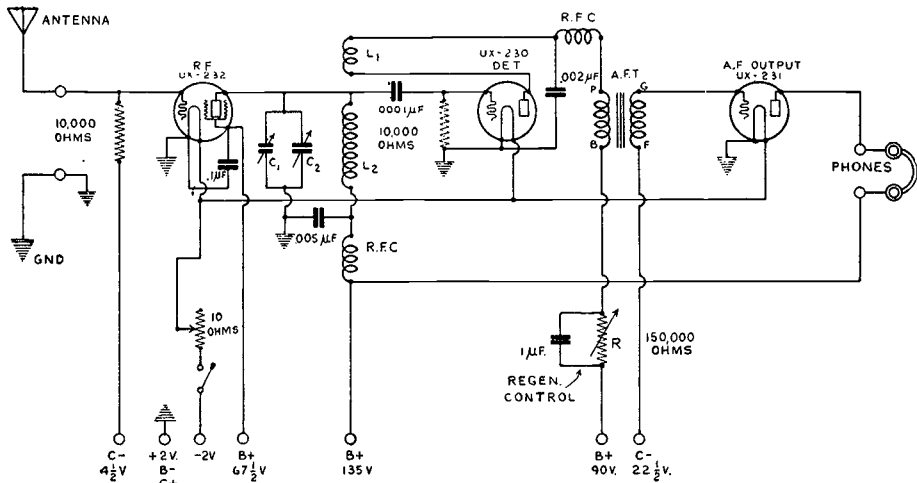 ANTENNA
R.F.C
L1
RF
UX-232
UX-230
DET
.002µF
A.F.T
A.F OUTPUT
UX-231
P
G
.0001µF
10,000
OHMS
10,000
OHMS
C1
C2
L2
B
F
.1µF
PHONES
.005µF
GND
R.F.C
10
OHMS
1µF.
R
150,000
OHMS
REGEN.
CONTROL
C-
4½V
+2V.
B-
C+
-2V
B+
67½V
B+
135V
B+
90V.
C-
22½V.